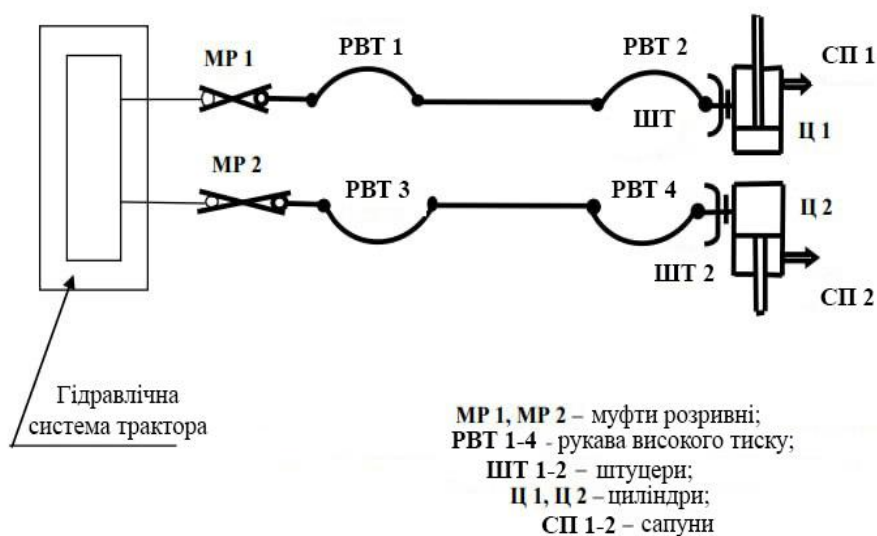 МР 1
РВТ 1
РВТ 2
СП 1
ШТ
Ц 1
МР 2
РВТ 3
РВТ 4
Ц 2
ШТ 2
СП 2
Гідравлічна
система трактора
МР 1, МР 2 – муфти розривні;
РВТ 1-4 - рукава високого тиску;
ШТ 1-2 – штуцери;
Ц 1, Ц 2 – циліндри;
СП 1-2 – сапуни